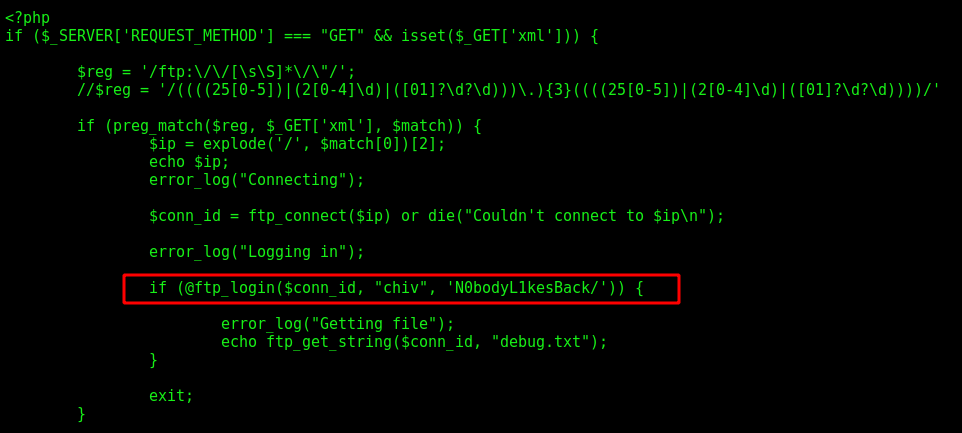 <?php
if ($_SERVER['REQUEST_METHOD'] === "GET" && isset($_GET['xml'])) {
$reg = '/ftp:\/\/[\s\S]*\/\"/';
//$reg = '/((((25[0-5])|(2[0-4]\d)|([01]?\d?\d)))\.){3}((((25[0-5])|(2[0-4]\d)|([01]?\d?\d))))/'
if (preg_match($reg, $_GET['xml'], $match)) {
$ip = explode('/', $match[0])[2];
echo $ip;
error_log("Connecting");
$conn_id = ftp_connect($ip) or die("Couldn't connect to $ip\n");
error_log("Logging in");
if (@ftp_login($conn_id, "chiv", 'N0bodyL1kesBack/')) {
error_log("Getting file");
echo ftp_get_string($conn_id, "debug.txt");
}
exit;
}